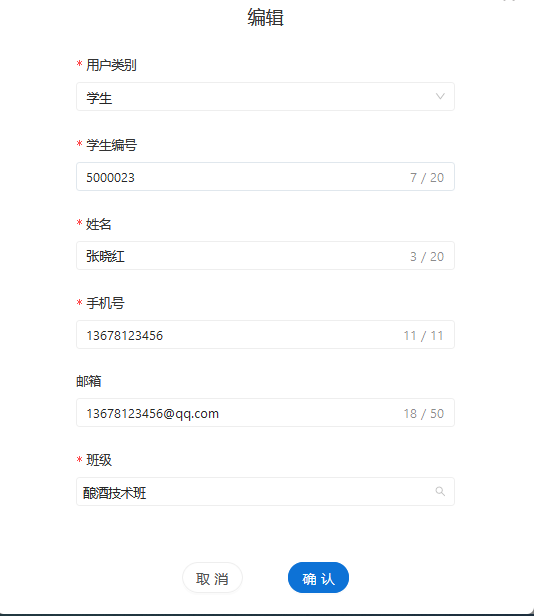 编辑
* 用户类别
学生
* 学生编号
5000023 7 / 20
* 姓名
张晓红 3 / 20
* 手机号
13678123456 11 / 11
邮箱
13678123456@qq.com 18 / 50
* 班级
酿酒技术班
取 消 确 认